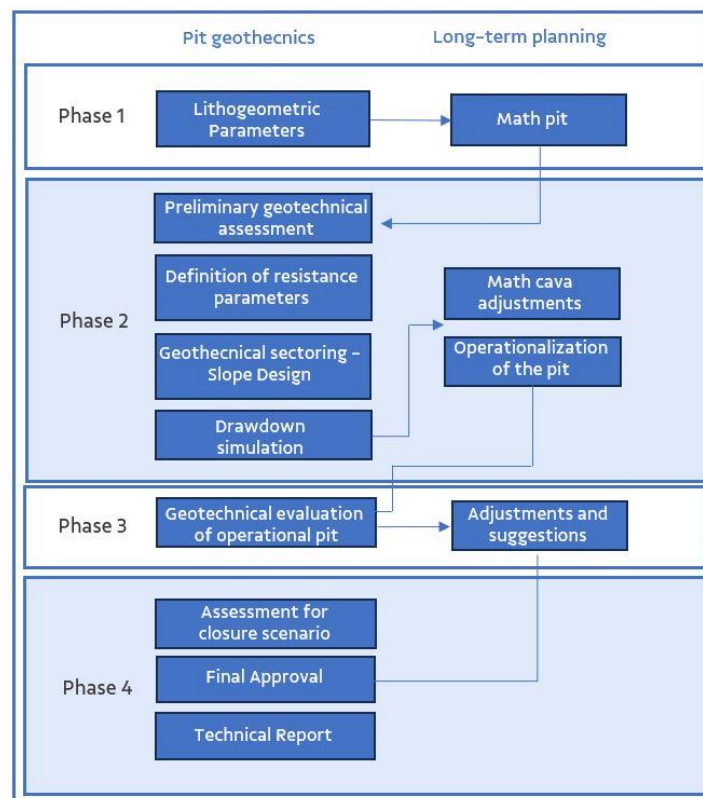 Pit geothecnics
Long-term planning
Phase 1
Lithogeometric
Parameters
Math pit
Phase 2
Preliminary geotechnical
assessment
Definition of resistance
parameters
Geothecnical sectoring –
Slope Design
Drawdown
simulation
Math cava
adjustments
Operationalization
of the pit
Phase 3
Geotechnical evaluation
of operational pit
Adjustments and
suggestions
Phase 4
Assessment for
closure scenario
Final Approval
Technical Report